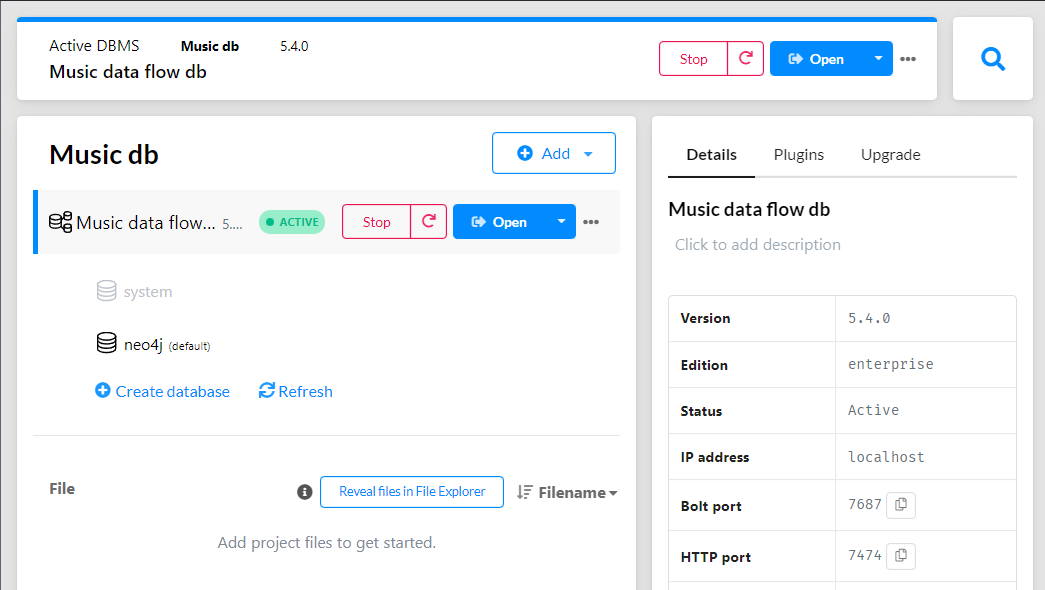 Active DBMS Music db 5.4.0
Music data flow db
Stop Open
Music db
Add
Music data flow... 5.... ACTIVE Stop Open
system
neo4j (default)
Create database Refresh
File Reveal files in File Explorer Filename
Add project files to get started.
Details Plugins Upgrade
Music data flow db
Click to add description
Version 5.4.0
Edition enterprise
Status Active
IP address localhost
Bolt port 7687
HTTP port 7474